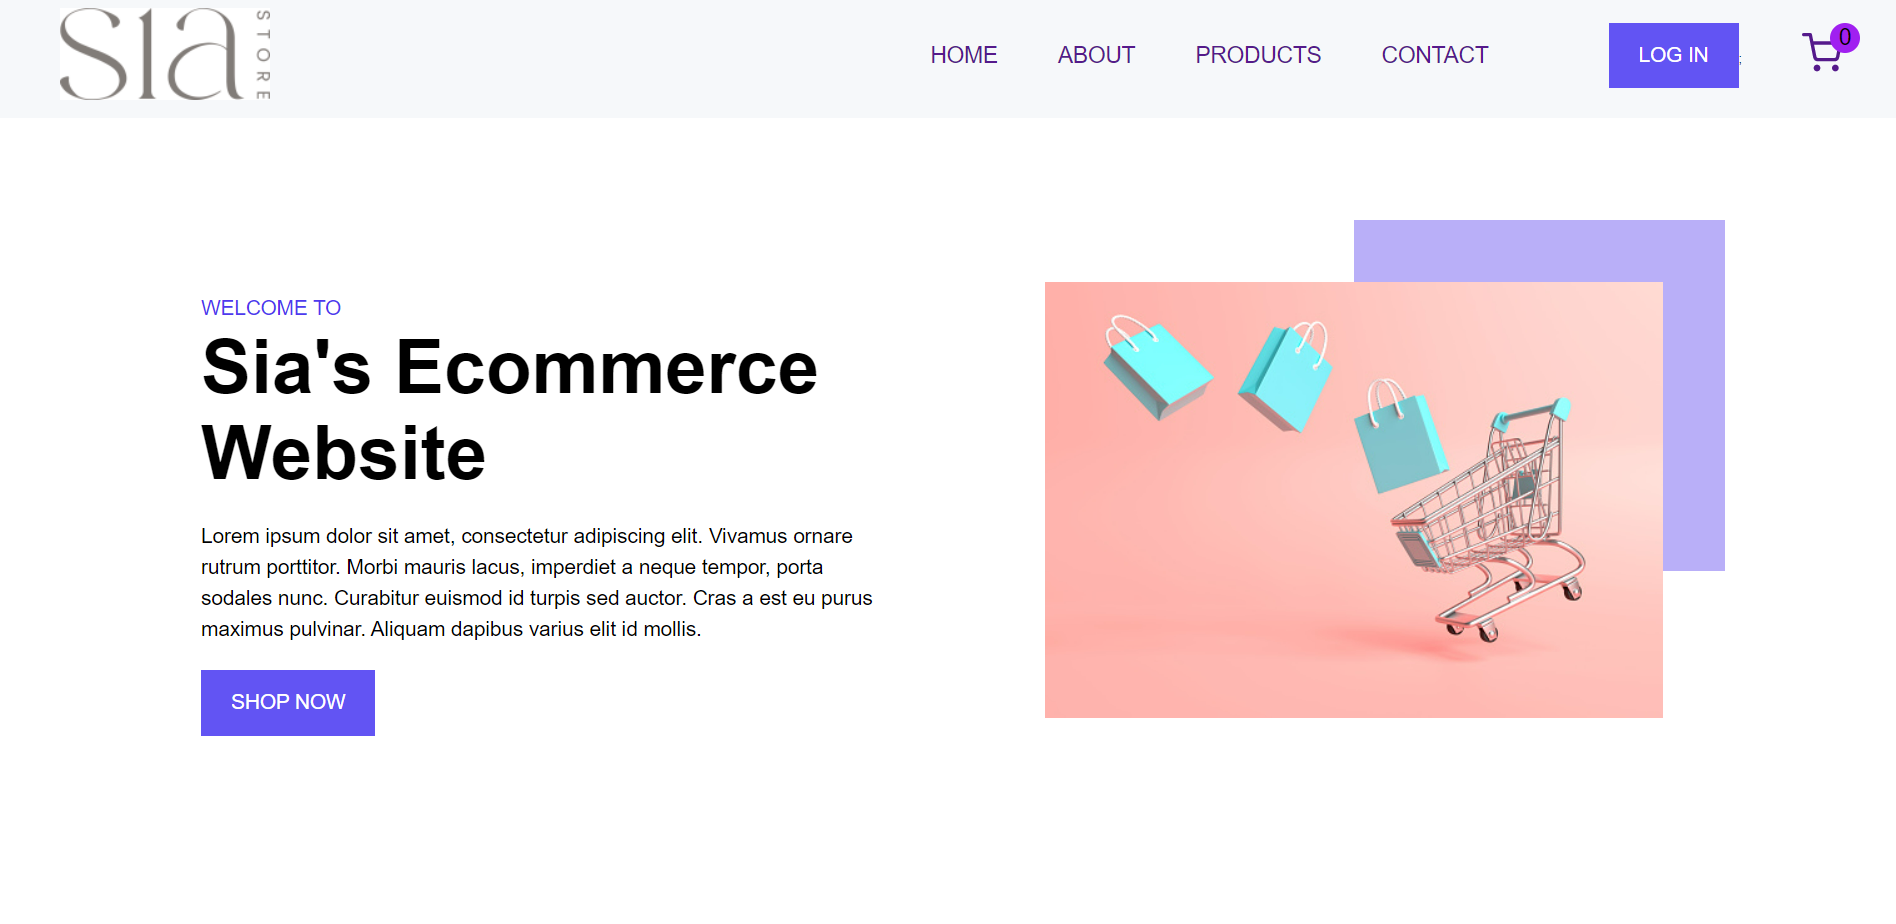 sia STORE
HOME ABOUT PRODUCTS CONTACT LOG IN ; 0
WELCOME TO
Sia's Ecommerce
Website
Lorem ipsum dolor sit amet, consectetur adipiscing elit. Vivamus ornare
rutrum porttitor. Morbi mauris lacus, imperdiet a neque tempor, porta
sodales nunc. Curabitur euismod id turpis sed auctor. Cras a est eu purus
maximus pulvinar. Aliquam dapibus varius elit id mollis.
SHOP NOW